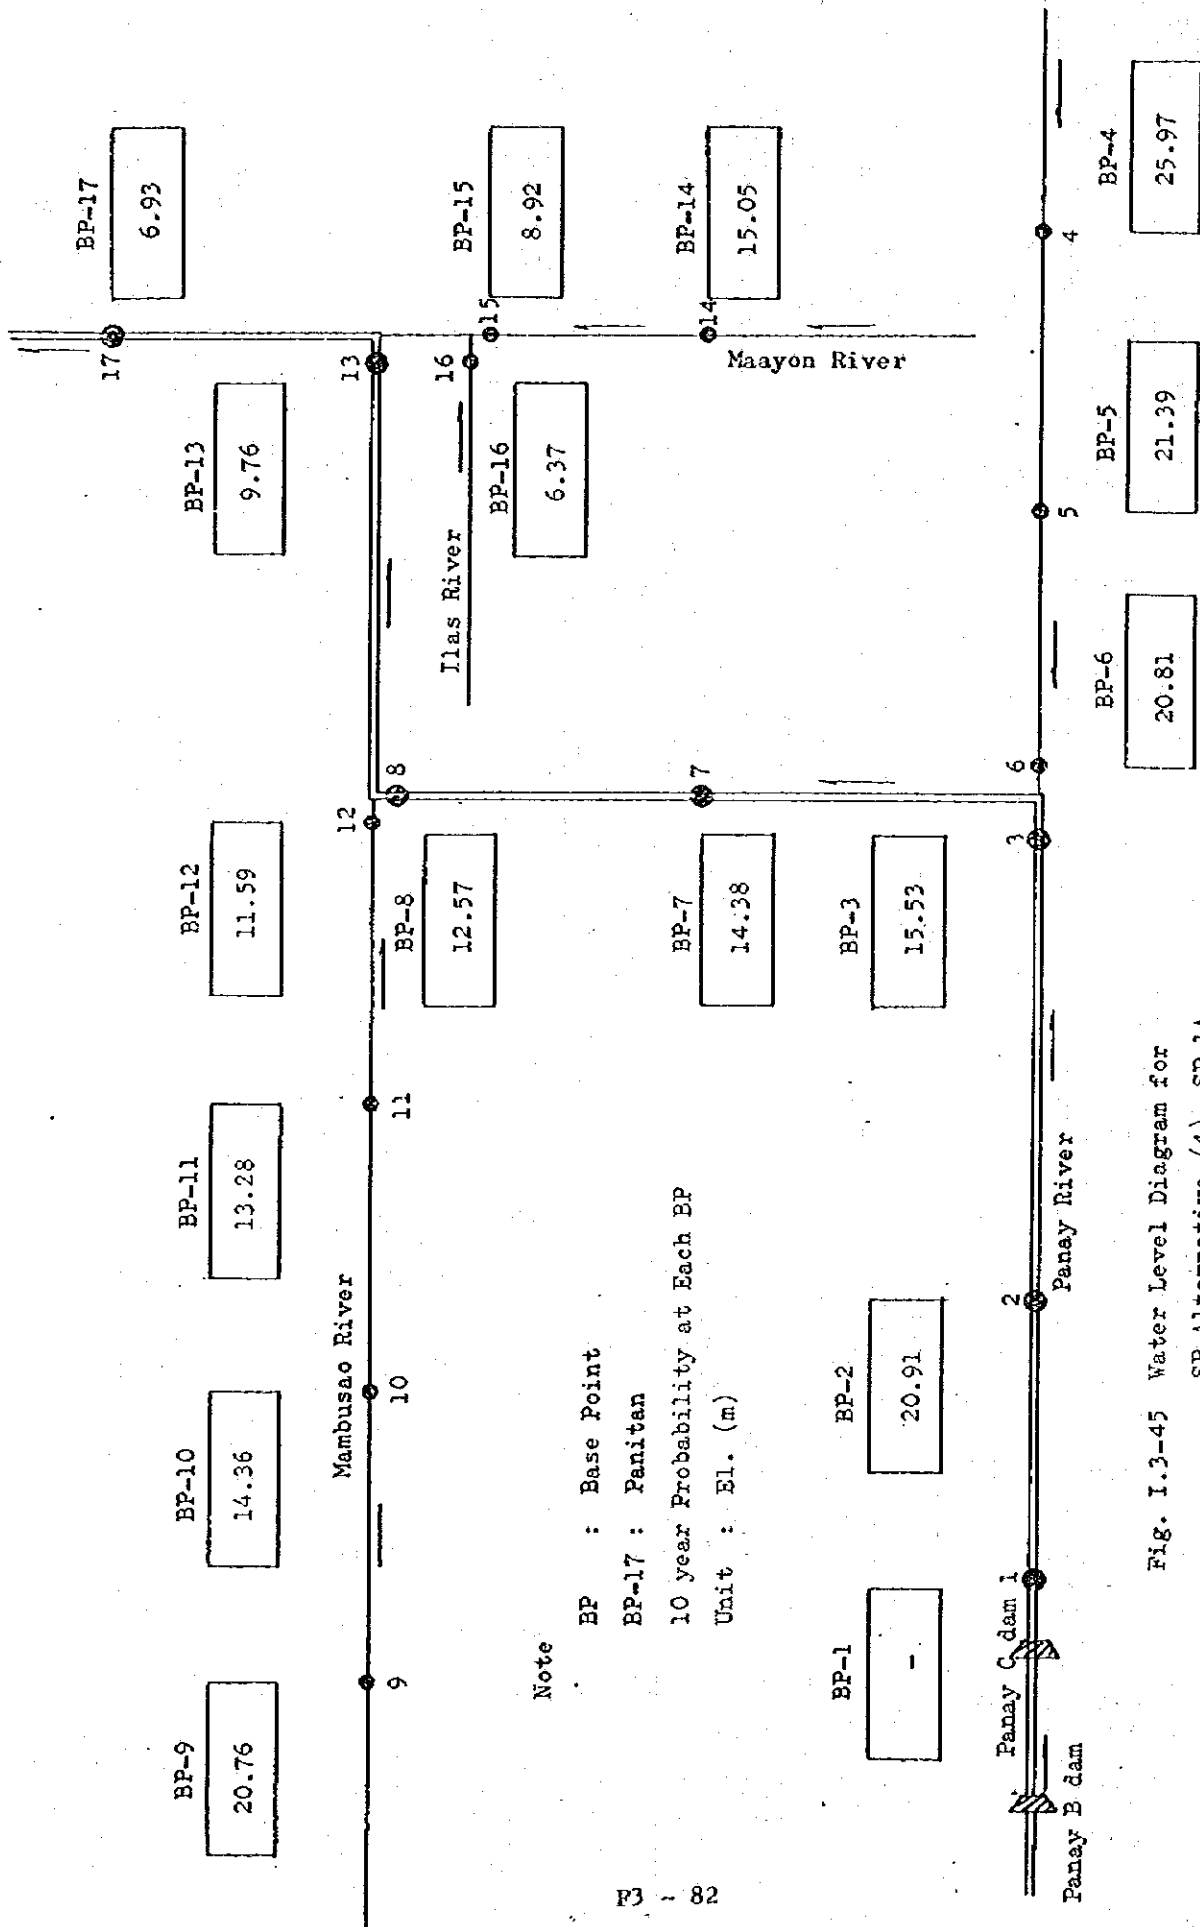 BP-9
20.76
BP-10
14.36
BP-11
13.28
BP-12
11.59
BP-13
9.76
BP-17
6.93
17
Mambusao River
9
10
11
12
8
13
BP-8
12.57
Ilas River
16
15
BP-16
6.37
BP-15
8.92
Note
BP : Base Point
BP-17 : Panitan
10 year Probability at Each BP
Unit : El. (m)
BP-7
14.38
7
BP-14
15.05
14
Maayon River
BP-1
-
BP-2
20.91
BP-3
15.53
Panay B dam
Panay C dam
1
2
Panay River
3
6
5
4
BP-6
20.81
BP-5
21.39
BP-4
25.97
Fig. I.3-45 Water Level Diagram for
F3 - 82